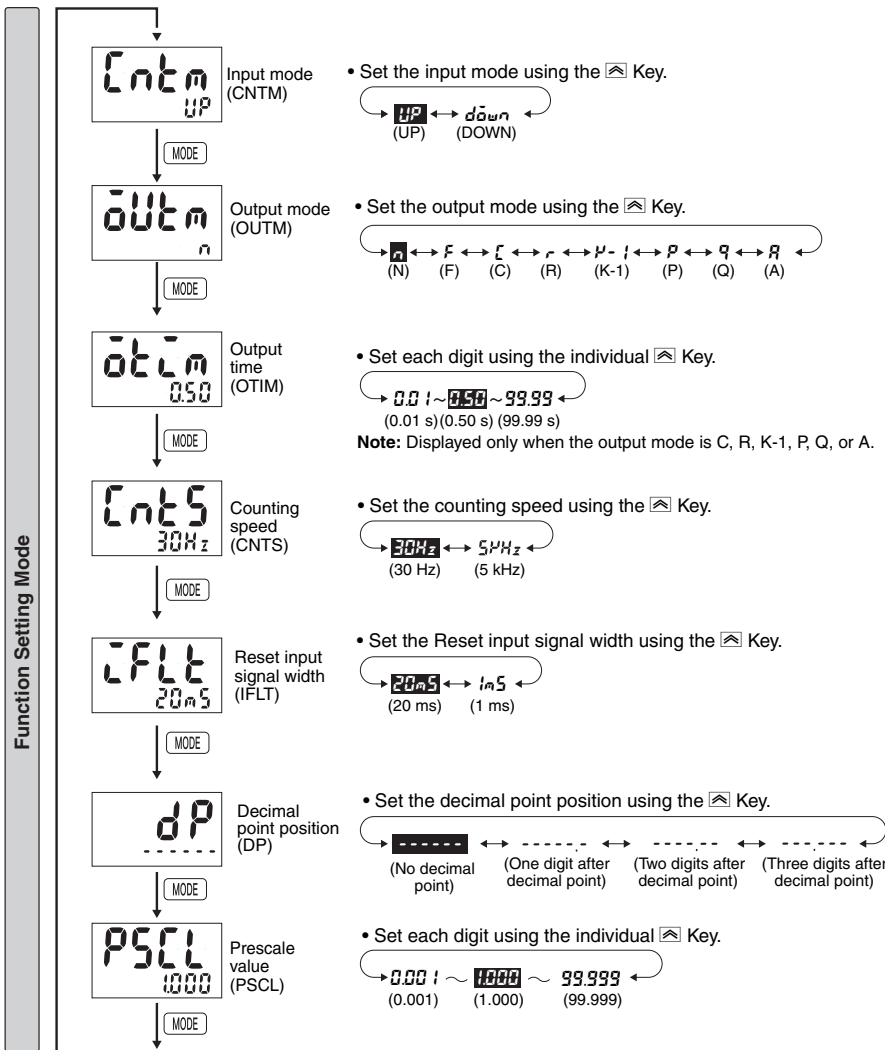 Function Setting Mode
Cntm
UP
Input mode
(CNTM)
• Set the input mode using the Key.
UP ↔ down
(UP) (DOWN)
MODE
outm
n
Output mode
(OUTM)
• Set the output mode using the Key.
n ↔ F ↔ C ↔ r ↔ K-1 ↔ P ↔ q ↔ A
(N) (F) (C) (R) (K-1) (P) (Q) (A)
MODE
otim
0.50
Output
time
(OTIM)
• Set each digit using the individual Key.
0.01 ~ 0.50 ~ 99.99
(0.01 s) (0.50 s) (99.99 s)
Note: Displayed only when the output mode is C, R, K-1, P, Q, or A.
MODE
CntS
30Hz
Counting
speed
(CNTS)
• Set the counting speed using the Key.
30Hz ↔ 5KHz
(30 Hz) (5 kHz)
MODE
iFLt
20mS
Reset input
signal width
(IFLT)
• Set the Reset input signal width using the Key.
20mS ↔ 1mS
(20 ms) (1 ms)
MODE
dP
------
Decimal
point position
(DP)
• Set the decimal point position using the Key.
------ ↔ -----.- ↔ ----.-- ↔ ---.---
(No decimal point) (One digit after decimal point) (Two digits after decimal point) (Three digits after decimal point)
MODE
PSCL
1.000
Prescale
value
(PSCL)
• Set each digit using the individual Key.
0.001 ~ 1.000 ~ 99.999
(0.001) (1.000) (99.999)
MODE